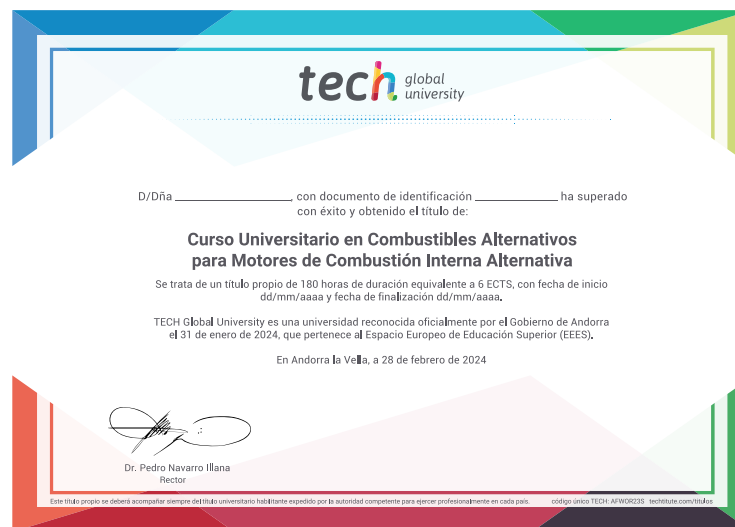 tech global
university
D/Dña ______________, con documento de identificación __________ ha superado
con éxito y obtenido el título de:
Curso Universitario en Combustibles Alternativos
para Motores de Combustión Interna Alternativa
Se trata de un título propio de 180 horas de duración equivalente a 6 ECTS, con fecha de inicio
dd/mm/aaaa y fecha de finalización dd/mm/aaaa.
TECH Global University es una universidad reconocida oficialmente por el Gobierno de Andorra
el 31 de enero de 2024, que pertenece al Espacio Europeo de Educación Superior (EEES).
En Andorra la Vella, a 28 de febrero de 2024
Dr. Pedro Navarro Illana
Rector
Este título propio se deberá acompañar siempre del título universitario habilitante expedido por la autoridad competente para ejercer profesionalmente en cada país. código único TECH: AFWOR23S techtitute.com/titulos